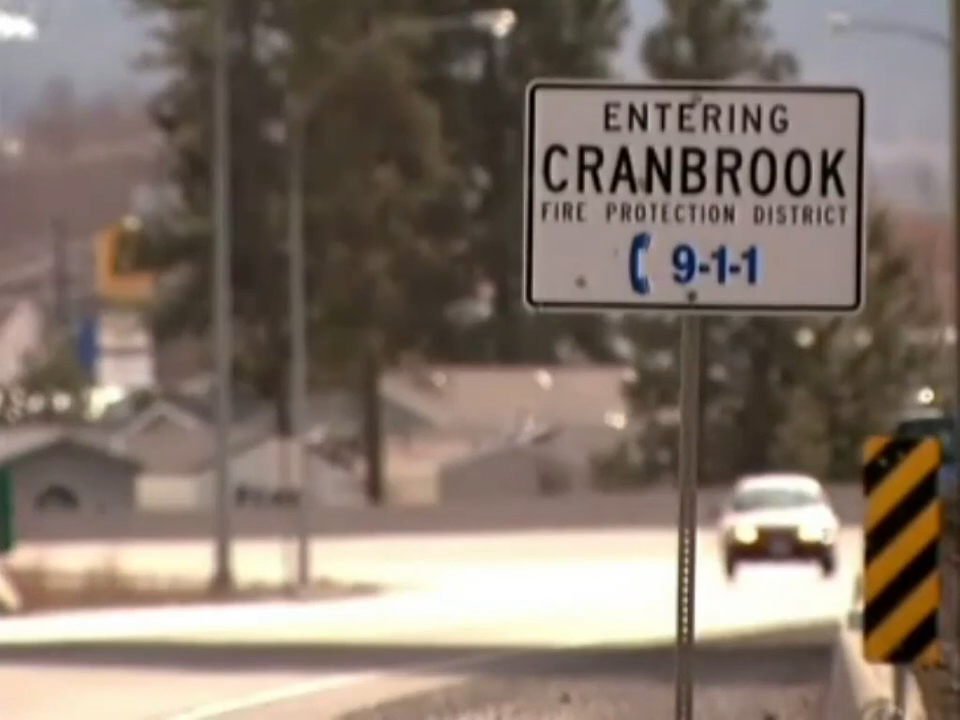 ENTERING
CRANBROOK
FIRE PROTECTION DISTRICT
9-1-1